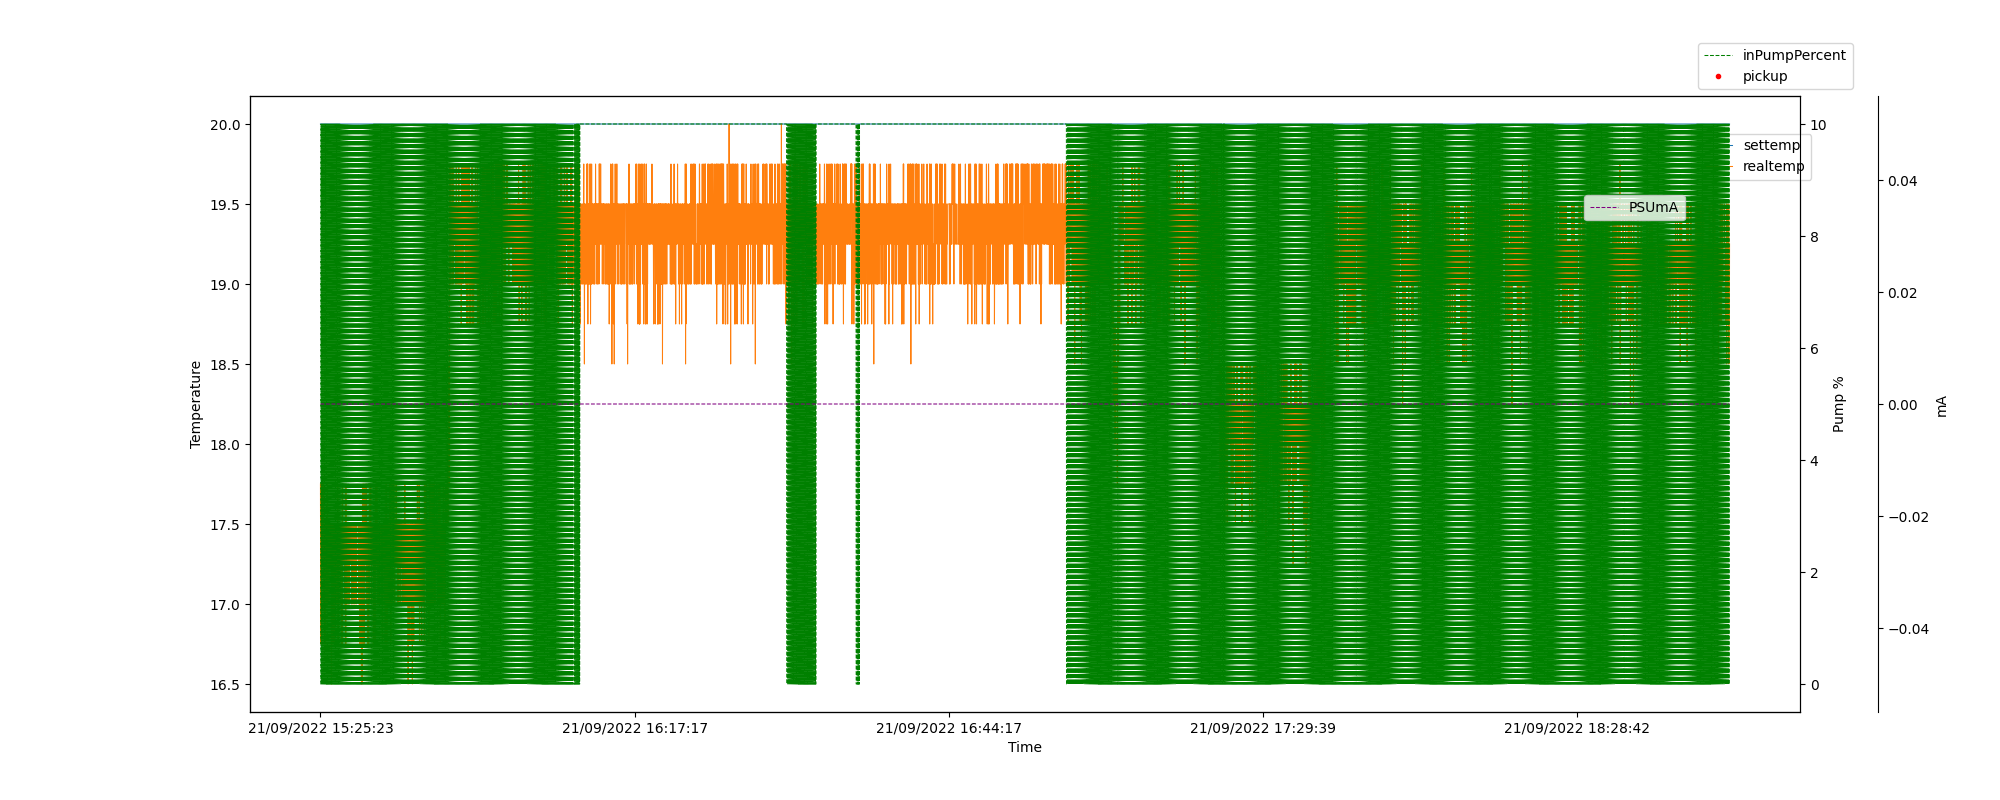 inPumpPercent
pickup
settemp
realtemp
PSUmA
20.0
19.5
19.0
18.5
18.0
17.5
17.0
16.5
Temperature
10
8
6
4
2
0
Pump %
0.04
0.02
0.00
−0.02
−0.04
mA
21/09/2022 15:25:23
21/09/2022 16:17:17
21/09/2022 16:44:17
21/09/2022 17:29:39
21/09/2022 18:28:42
Time